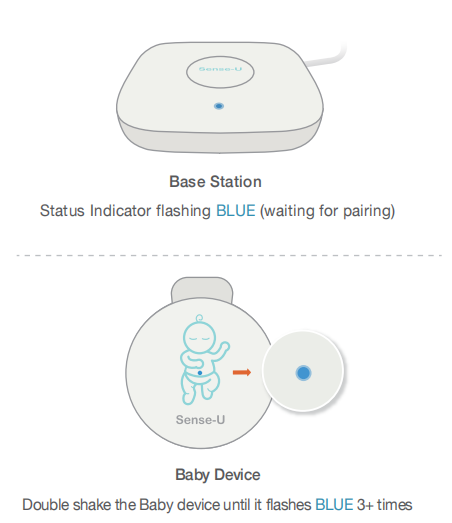 Sense-U
Base Station
Status Indicator flashing BLUE (waiting for pairing)
Sense-U
Baby Device
Double shake the Baby device until it flashes BLUE 3+ times